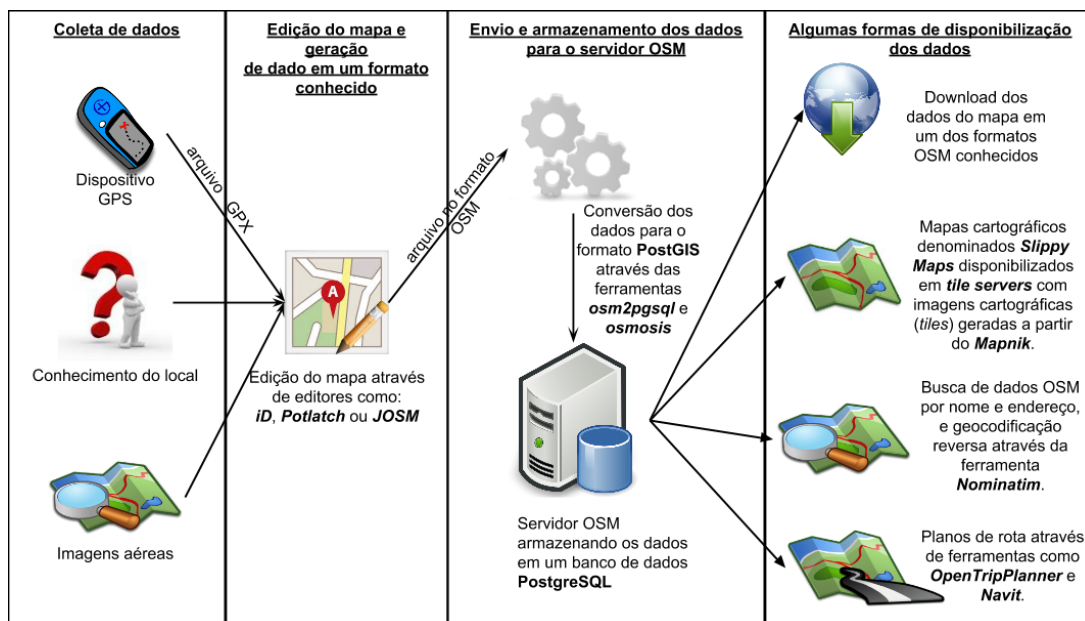 Coleta de dados
Dispositivo
GPS
Conhecimento do local
Imagens aéreas
arquivo GPX
Edição do mapa e
geração
de dado em um formato
conhecido
A
Edição do mapa através
de editores como:
iD, Potlatch ou JOSM
arquivo no formato
OSM
Envio e armazenamento dos dados
para o servidor OSM
Conversão dos
dados para o
formato PostGIS
através das
ferramentas
osm2pgsql e
osmosis
Servidor OSM
armazenando os dados
em um banco de dados
PostgreSQL
Algumas formas de disponibilização
dos dados
Download dos
dados do mapa em
um dos formatos
OSM conhecidos
Mapas cartográficos
denominados Slippy
Maps disponibilizados
em tile servers com
imagens cartográficas
(tiles) geradas a partir
do Mapnik.
Busca de dados OSM
por nome e endereço,
e geocodificação
reversa através da
ferramenta
Nominatim.
Planos de rota através
de ferramentas como
OpenTripPlanner e
Navit.